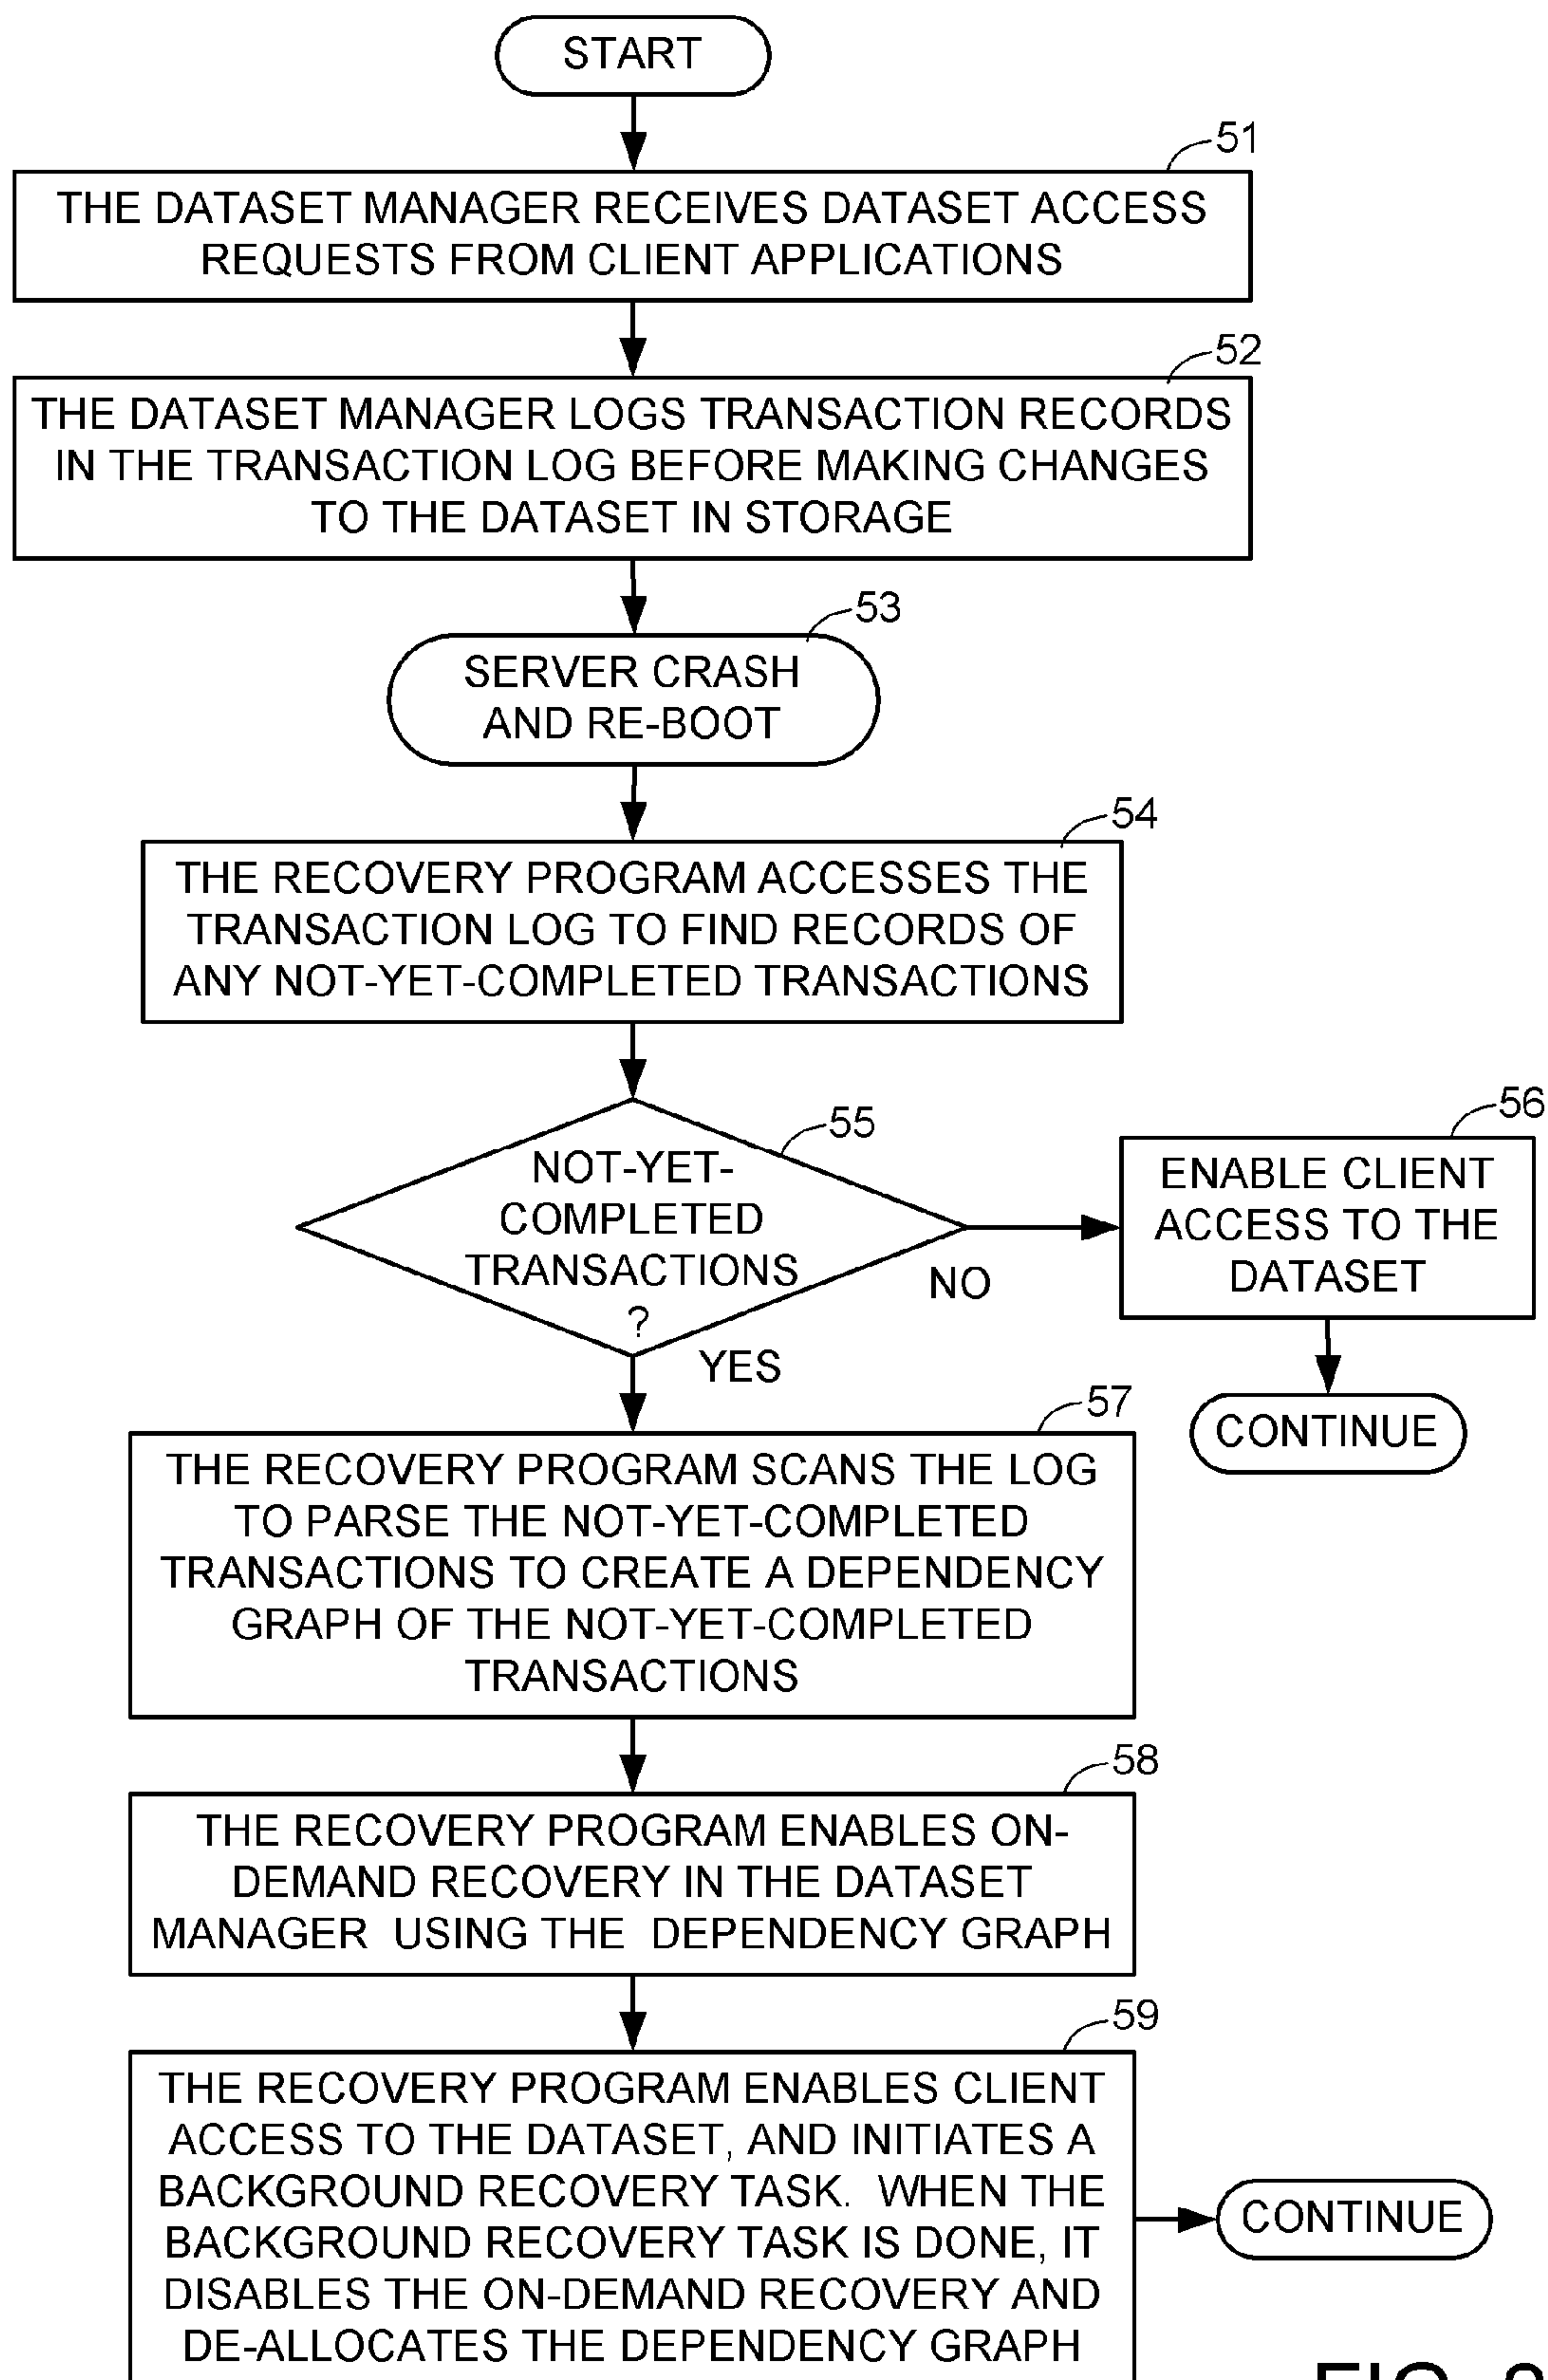 START
51
THE DATASET MANAGER RECEIVES DATASET ACCESS
REQUESTS FROM CLIENT APPLICATIONS
52
THE DATASET MANAGER LOGS TRANSACTION RECORDS
IN THE TRANSACTION LOG BEFORE MAKING CHANGES
TO THE DATASET IN STORAGE
53
SERVER CRASH
AND RE-BOOT
54
THE RECOVERY PROGRAM ACCESSES THE
TRANSACTION LOG TO FIND RECORDS OF
ANY NOT-YET-COMPLETED TRANSACTIONS
55
NOT-YET-
COMPLETED
TRANSACTIONS
?
NO
YES
56
ENABLE CLIENT
ACCESS TO THE
DATASET
CONTINUE
57
THE RECOVERY PROGRAM SCANS THE LOG
TO PARSE THE NOT-YET-COMPLETED
TRANSACTIONS TO CREATE A DEPENDENCY
GRAPH OF THE NOT-YET-COMPLETED
TRANSACTIONS
58
THE RECOVERY PROGRAM ENABLES ON-
DEMAND RECOVERY IN THE DATASET
MANAGER USING THE DEPENDENCY GRAPH
59
THE RECOVERY PROGRAM ENABLES CLIENT
ACCESS TO THE DATASET, AND INITIATES A
BACKGROUND RECOVERY TASK. WHEN THE
BACKGROUND RECOVERY TASK IS DONE, IT
DISABLES THE ON-DEMAND RECOVERY AND
DE-ALLOCATES THE DEPENDENCY GRAPH
CONTINUE
FIG.